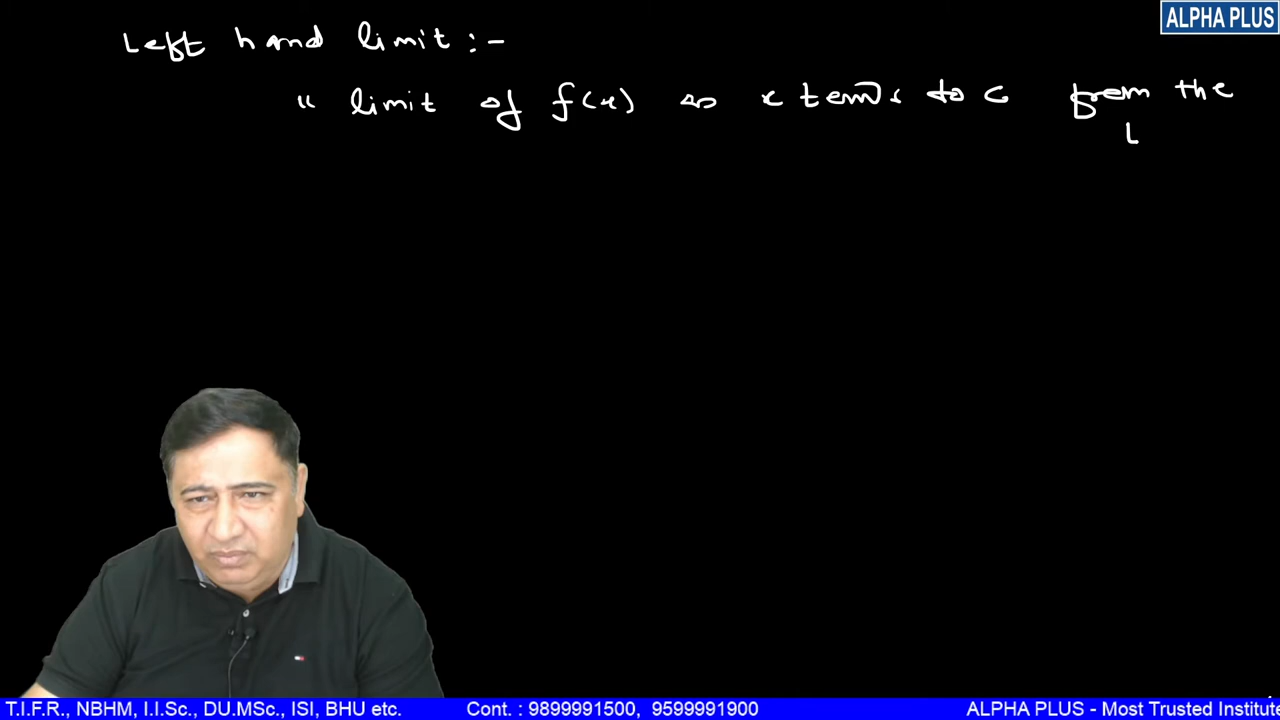 ALPHA PLUS
Left hand limit :-
" limit of f(x) as x tends to c from the
L
T.I.F.R., NBHM, I.I.Sc., DU.MSc., ISI, BHU etc. Cont. : 9899991500, 9599991900 ALPHA PLUS - Most Trusted Institute